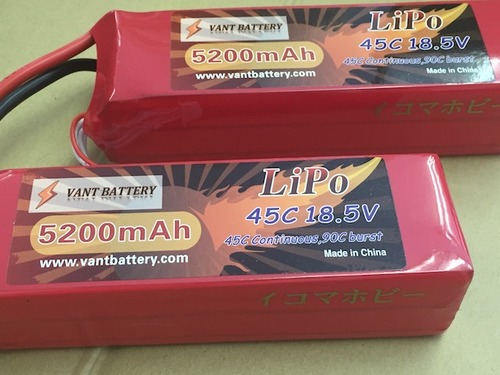 VANT BATTERY
5200mAh
www.vantbattery.com
LiPo
45C 18.5V
45C Continuous,90C burst
Made in China
イコマホビー
VANT BATTERY
5200mAh
www.vantbattery.com
LiPo
45C 18.5V
45C Continuous,90C burst
Made in China
イコマホビー